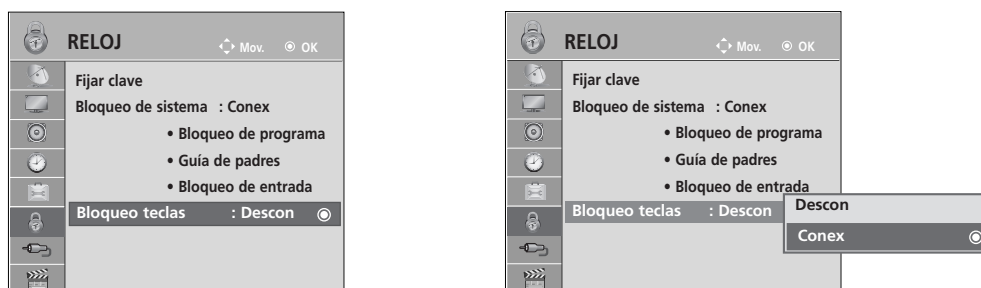 RELOJ
Mov. OK
Fijar clave
Bloqueo de sistema : Conex
• Bloqueo de programa
• Guía de padres
• Bloqueo de entrada
Bloqueo teclas : Descon
RELOJ
Mov. OK
Fijar clave
Bloqueo de sistema : Conex
• Bloqueo de programa
• Guía de padres
• Bloqueo de entrada
Bloqueo teclas : Descon
Descon
Conex